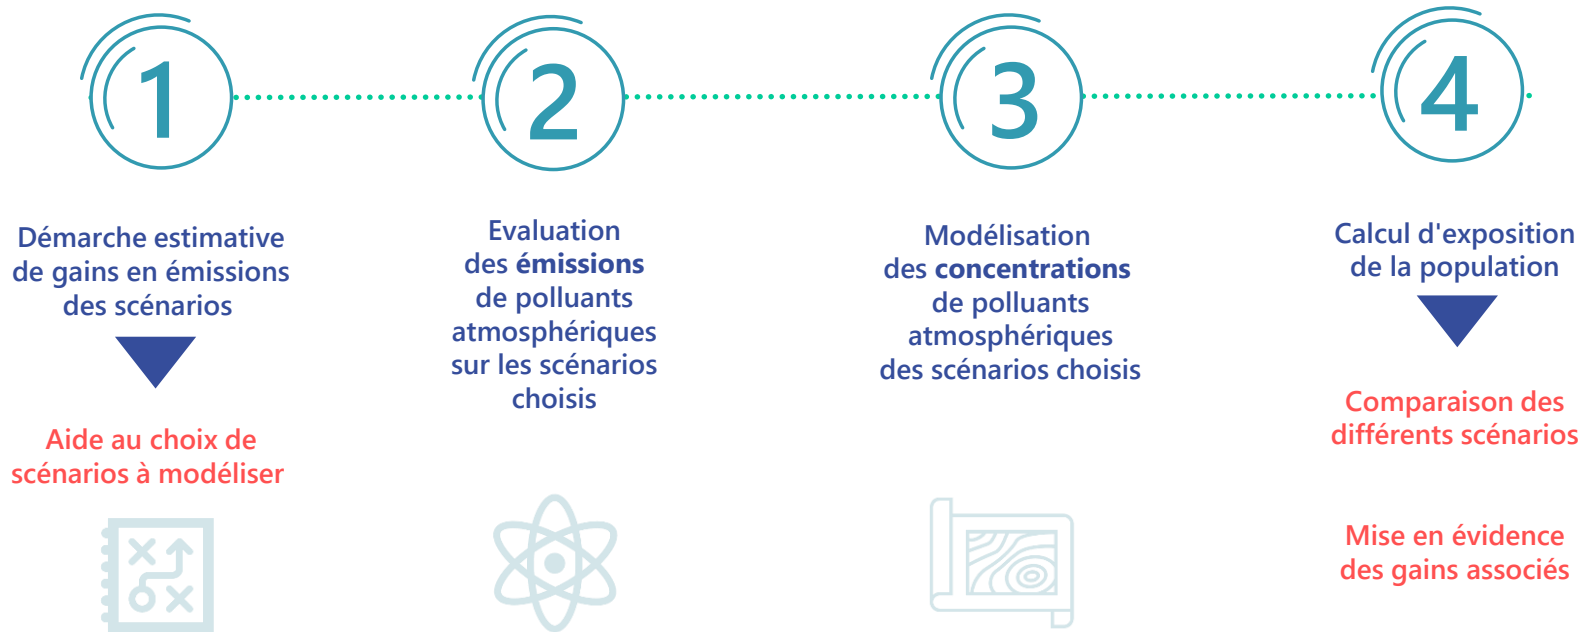 1
Démarche estimative
de gains en émissions
des scénarios
Aide au choix de
scénarios à modéliser
2
Evaluation
des émissions
de polluants
atmosphériques
sur les scénarios
choisis
3
Modélisation
des concentrations
de polluants
atmosphériques
des scénarios choisis
4
Calcul d'exposition
de la population
Comparaison des
différents scénarios
Mise en évidence
des gains associés